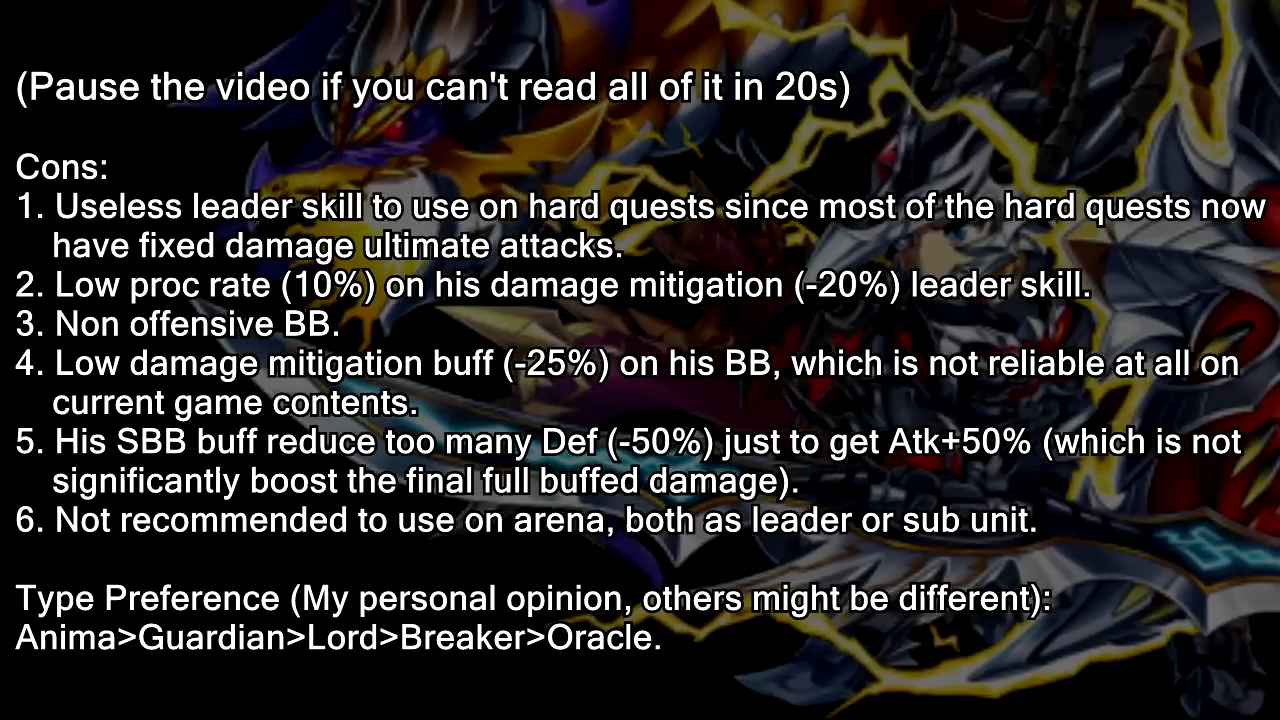 (Pause the video if you can't read all of it in 20s)
Cons:
1. Useless leader skill to use on hard quests since most of the hard quests now
have fixed damage ultimate attacks.
2. Low proc rate (10%) on his damage mitigation (-20%) leader skill.
3. Non offensive BB.
4. Low damage mitigation buff (-25%) on his BB, which is not reliable at all on
current game contents.
5. His SBB buff reduce too many Def (-50%) just to get Atk+50% (which is not
significantly boost the final full buffed damage).
6. Not recommended to use on arena, both as leader or sub unit.
Type Preference (My personal opinion, others might be different):
Anima>Guardian>Lord>Breaker>Oracle.